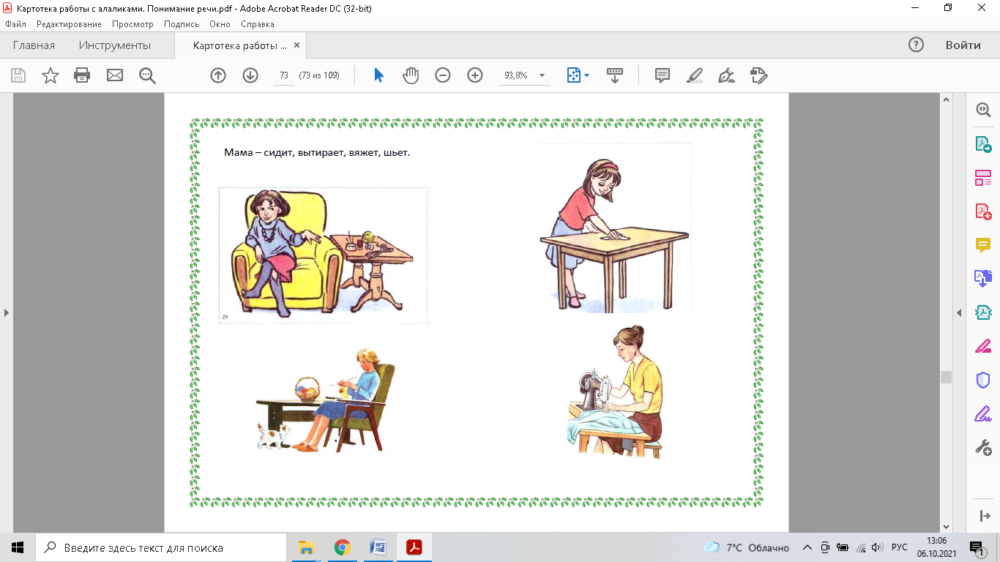 Картотека работы с алаликами. Понимание речи.pdf - Adobe Acrobat Reader DC (32-bit)
Файл Редактирование Просмотр Подпись Окно Справка
Главная Инструменты Картотека работы ... × Войти
73 (73 из 109) 93,8%
Мама – сидит, вытирает, вяжет, шьет.
29
Введите здесь текст для поиска
7°C Облачно РУС 13:06
06.10.2021
1